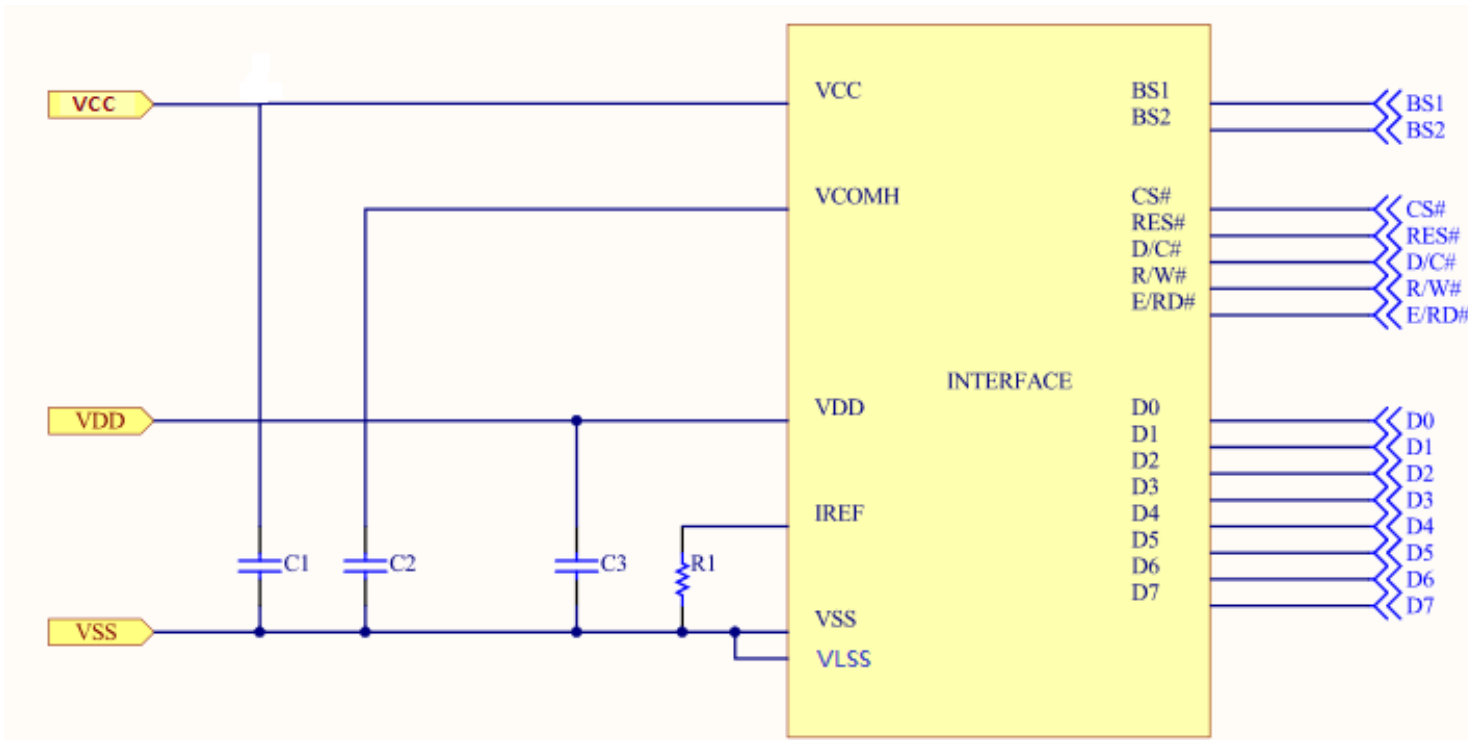 VCC
VDD
VSS
C1
C2
C3
R1
VCC
VCOMH
VDD
IREF
VSS
VLSS
INTERFACE
BS1
BS2
CS#
RES#
D/C#
R/W#
E/RD#
D0
D1
D2
D3
D4
D5
D6
D7
BS1
BS2
CS#
RES#
D/C#
R/W#
E/RD#
D0
D1
D2
D3
D4
D5
D6
D7